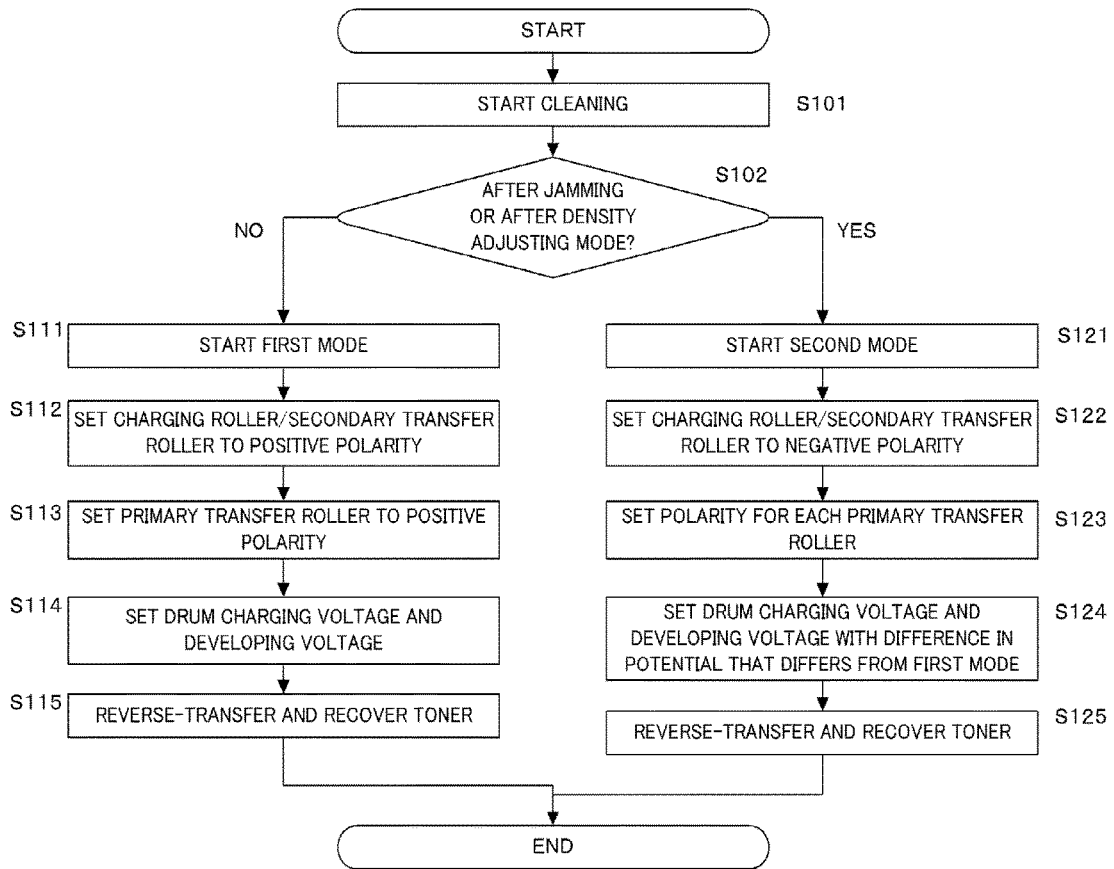 START
START CLEANING
S101
S102
AFTER JAMMING
OR AFTER DENSITY
ADJUSTING MODE?
NO
YES
S111
START FIRST MODE
S112
SET CHARGING ROLLER/SECONDARY TRANSFER
ROLLER TO POSITIVE POLARITY
S113
SET PRIMARY TRANSFER ROLLER TO POSITIVE
POLARITY
S114
SET DRUM CHARGING VOLTAGE AND
DEVELOPING VOLTAGE
S115
REVERSE-TRANSFER AND RECOVER TONER
START SECOND MODE
S121
SET CHARGING ROLLER/SECONDARY TRANSFER
ROLLER TO NEGATIVE POLARITY
S122
SET POLARITY FOR EACH PRIMARY TRANSFER
ROLLER
S123
SET DRUM CHARGING VOLTAGE AND
DEVELOPING VOLTAGE WITH DIFFERENCE IN
POTENTIAL THAT DIFFERS FROM FIRST MODE
S124
REVERSE-TRANSFER AND RECOVER TONER
S125
END